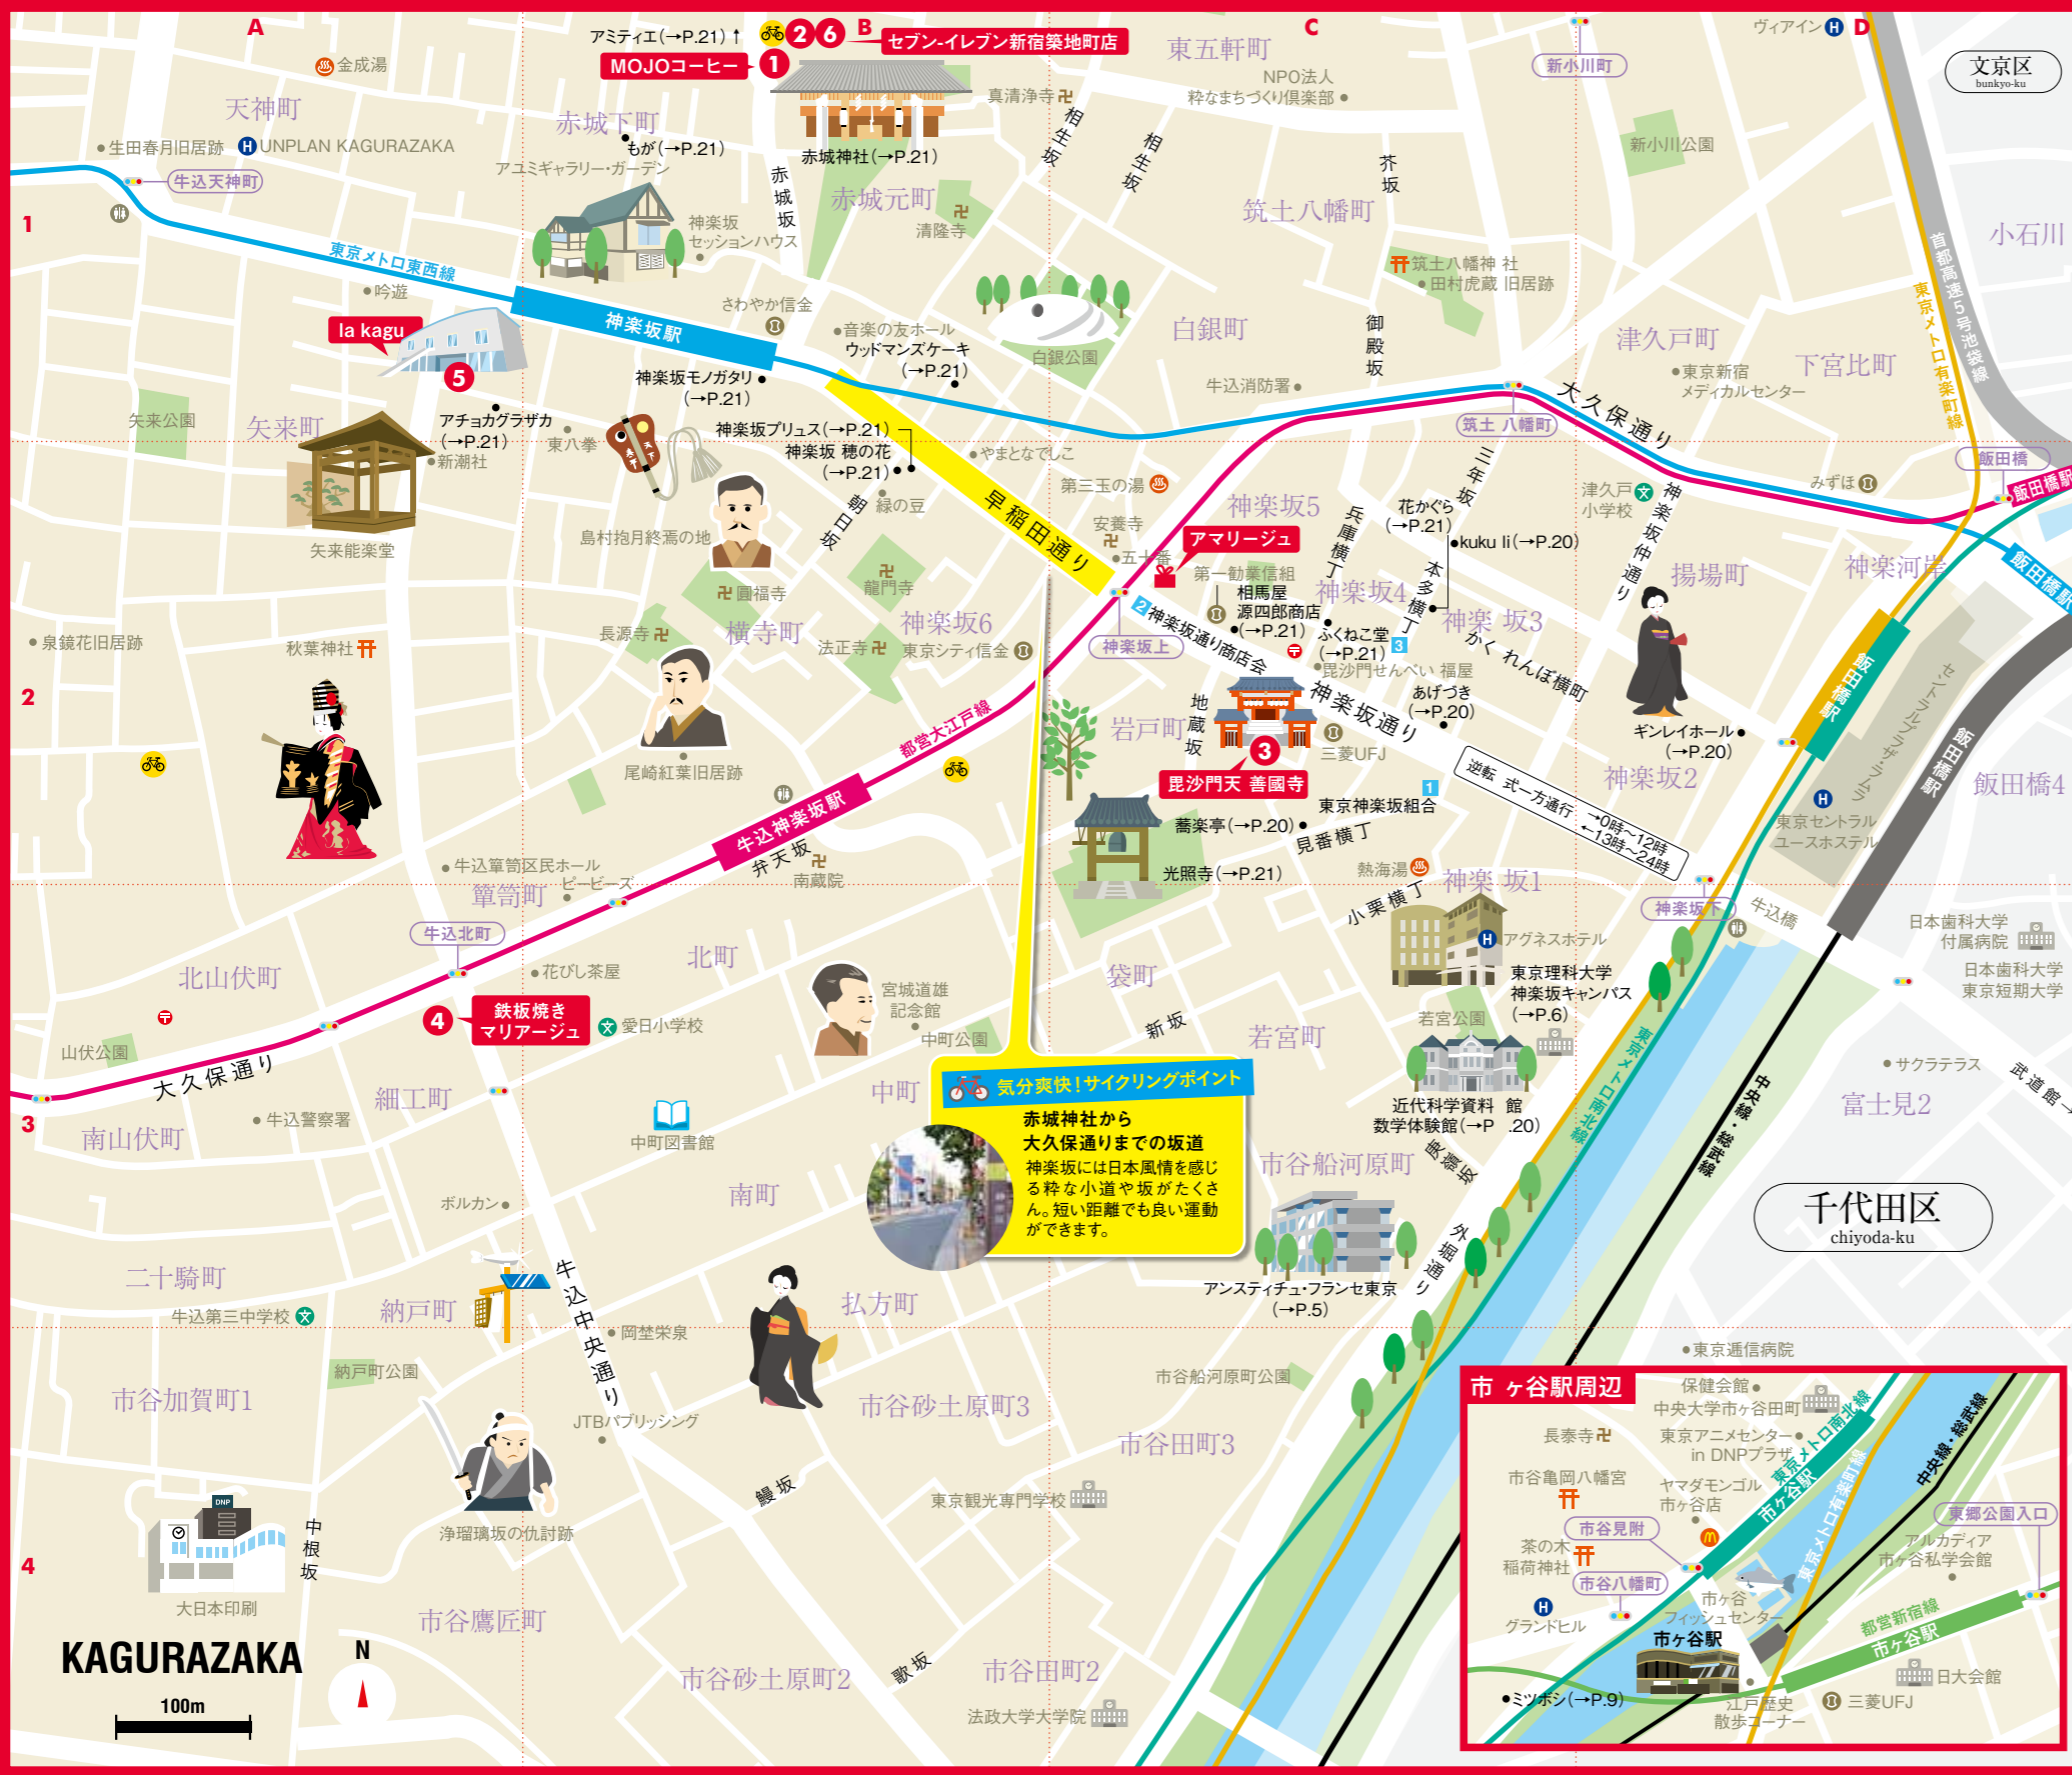 A
B
C
D
1
2
3
4
アミティエ(→P.21)↑
2 6
セブン-イレブン新宿築地町店
MOJOコーヒー
1
東五軒町
NPO法人
粋なまちづくり倶楽部
新小川町
ヴィアイン H
文京区
bunkyo-ku
金成湯
天神町
赤城下町
もが(→P.21)
真清浄寺
相生坂
相生坂
新小川公園
生田春月旧居跡
H UNPLAN KAGURAZAKA
アユミギャラリー・ガーデン
赤城神社(→P.21)
赤城坂
赤城元町
清隆寺
芥坂
筑土八幡町
牛込天神町
神楽坂
セッションハウス
東京メトロ東西線
吟遊
筑土八幡神 社
田村虎蔵 旧居跡
小石川
首都高速5号池袋線
東京メトロ有楽町線
la kagu
5
神楽坂駅
さわやか信金
音楽の友ホール
ウッドマンズケーキ
(→P.21)
白銀公園
白銀町
御殿坂
津久戸町
下宮比町
東京新宿
メディカルセンター
牛込消防署
神楽坂モノガタリ
(→P.21)
矢来公園
矢来町
アチョカグラザカ
(→P.21)
新潮社
東八拳
神楽坂プリュス(→P.21)
神楽坂 穂の花
(→P.21)
緑の豆
やまとなでしこ
早稲田通り
筑土 八幡町
大久保通り
飯田橋
飯田橋駅
飯田橋駅
みずほ
第三玉の湯
神楽坂5
三年坂
津久戸
小学校
神楽坂仲通り
矢来能楽堂
島村抱月終焉の地
朝日坂
安養寺
五十番
アマリージュ
花かぐら
(→P.21)
兵庫横丁
kuku li(→P.20)
本多横丁
第一勧業信組
相馬屋
源四郎商店
(→P.21)
神楽坂4
神楽 坂3
揚場町
神楽河岸
圓福寺
龍門寺
長源寺
横寺町
法正寺
神楽坂6
東京シティ信金
神楽坂上
2 神楽坂通り商店会
ふくねこ堂
(→P.21)
3
毘沙門せんべい 福屋
かくれんぼ横町
泉鏡花旧居跡
秋葉神社
尾崎紅葉旧居跡
都営大江戸線
岩戸町
地蔵坂
神楽坂通り
あげづき
(→P.20)
三菱UFJ
3
毘沙門天 善國寺
ギンレイホール
(→P.20)
飯田橋駅
セントラルプラザ・ラムラ
飯田橋駅
飯田橋4
神楽坂2
逆転 式一方通行 →0時〜12時
←13時〜24時
1
東京神楽坂組合
牛込神楽坂駅
弁天坂
南蔵院
蕎楽亭(→P.20)
見番横丁
光照寺(→P.21)
熱海湯
小栗横丁
神楽 坂1
H
東京セントラル
ユースホステル
牛込簞笥区民ホール
ビービーズ
簞笥町
牛込北町
神楽坂下
牛込橋
日本歯科大学
付属病院
日本歯科大学
東京短期大学
H アグネスホテル
東京理科大学
神楽坂キャンパス
(→P.6)
北山伏町
花びし茶屋
北町
宮城道雄
記念館
中町公園
袋町
新坂
若宮町
若宮公園
4
鉄板焼き
マリアージュ
愛日小学校
山伏公園
大久保通り
細工町
牛込警察署
南山伏町
中町図書館
中町
南町
気分爽快!サイクリングポイント
赤城神社から
大久保通りまでの坂道
神楽坂には日本風情を感じ
る粋な小道や坂がたくさ
ん。短い距離でも良い運動
ができます。
近代科学資料 館
数学体験館(→P .20)
東京メトロ南北線
中央線・総武線
サクラテラス
武道館→
富士見2
市谷船河原町
庾嶺坂
外堀通り
アンスティチュ・フランセ東京
(→P.5)
千代田区
chiyoda-ku
ボルカン
二十騎町
牛込第三中学校
納戸町
牛込中央通り
払方町
岡埜栄泉
納戸町公園
市谷加賀町1
JTBパブリッシング
市谷砂土原町3
市谷船河原町公園
市谷田町3
鰻坂
東京観光専門学校
浄瑠璃坂の仇討跡
DNP
大日本印刷
中根坂
市谷鷹匠町
市谷砂土原町2
歌坂
市谷田町2
法政大学大学院
KAGURAZAKA
N
100m
東京逓信病院
市 ヶ谷駅周辺
保健会館
中央大学市ヶ谷田町
東京メトロ南北線
長泰寺
東京アニメセンター
in DNPプラザ
市谷亀岡八幡宮
ヤマダモンゴル
市ヶ谷店
市ヶ谷駅
東京メトロ有楽町線
中央線・総武線
東郷公園入口
市谷見附
茶の木
稲荷神社
市谷八幡町
アルカディア
市ヶ谷私学会館
H
グランドヒル
市ヶ谷
フィッシュセンター
市ヶ谷駅
都営新宿線
市ヶ谷駅
日大会館
ミツボシ(→P.9)
江戸歴史
散歩コーナー
三菱UFJ